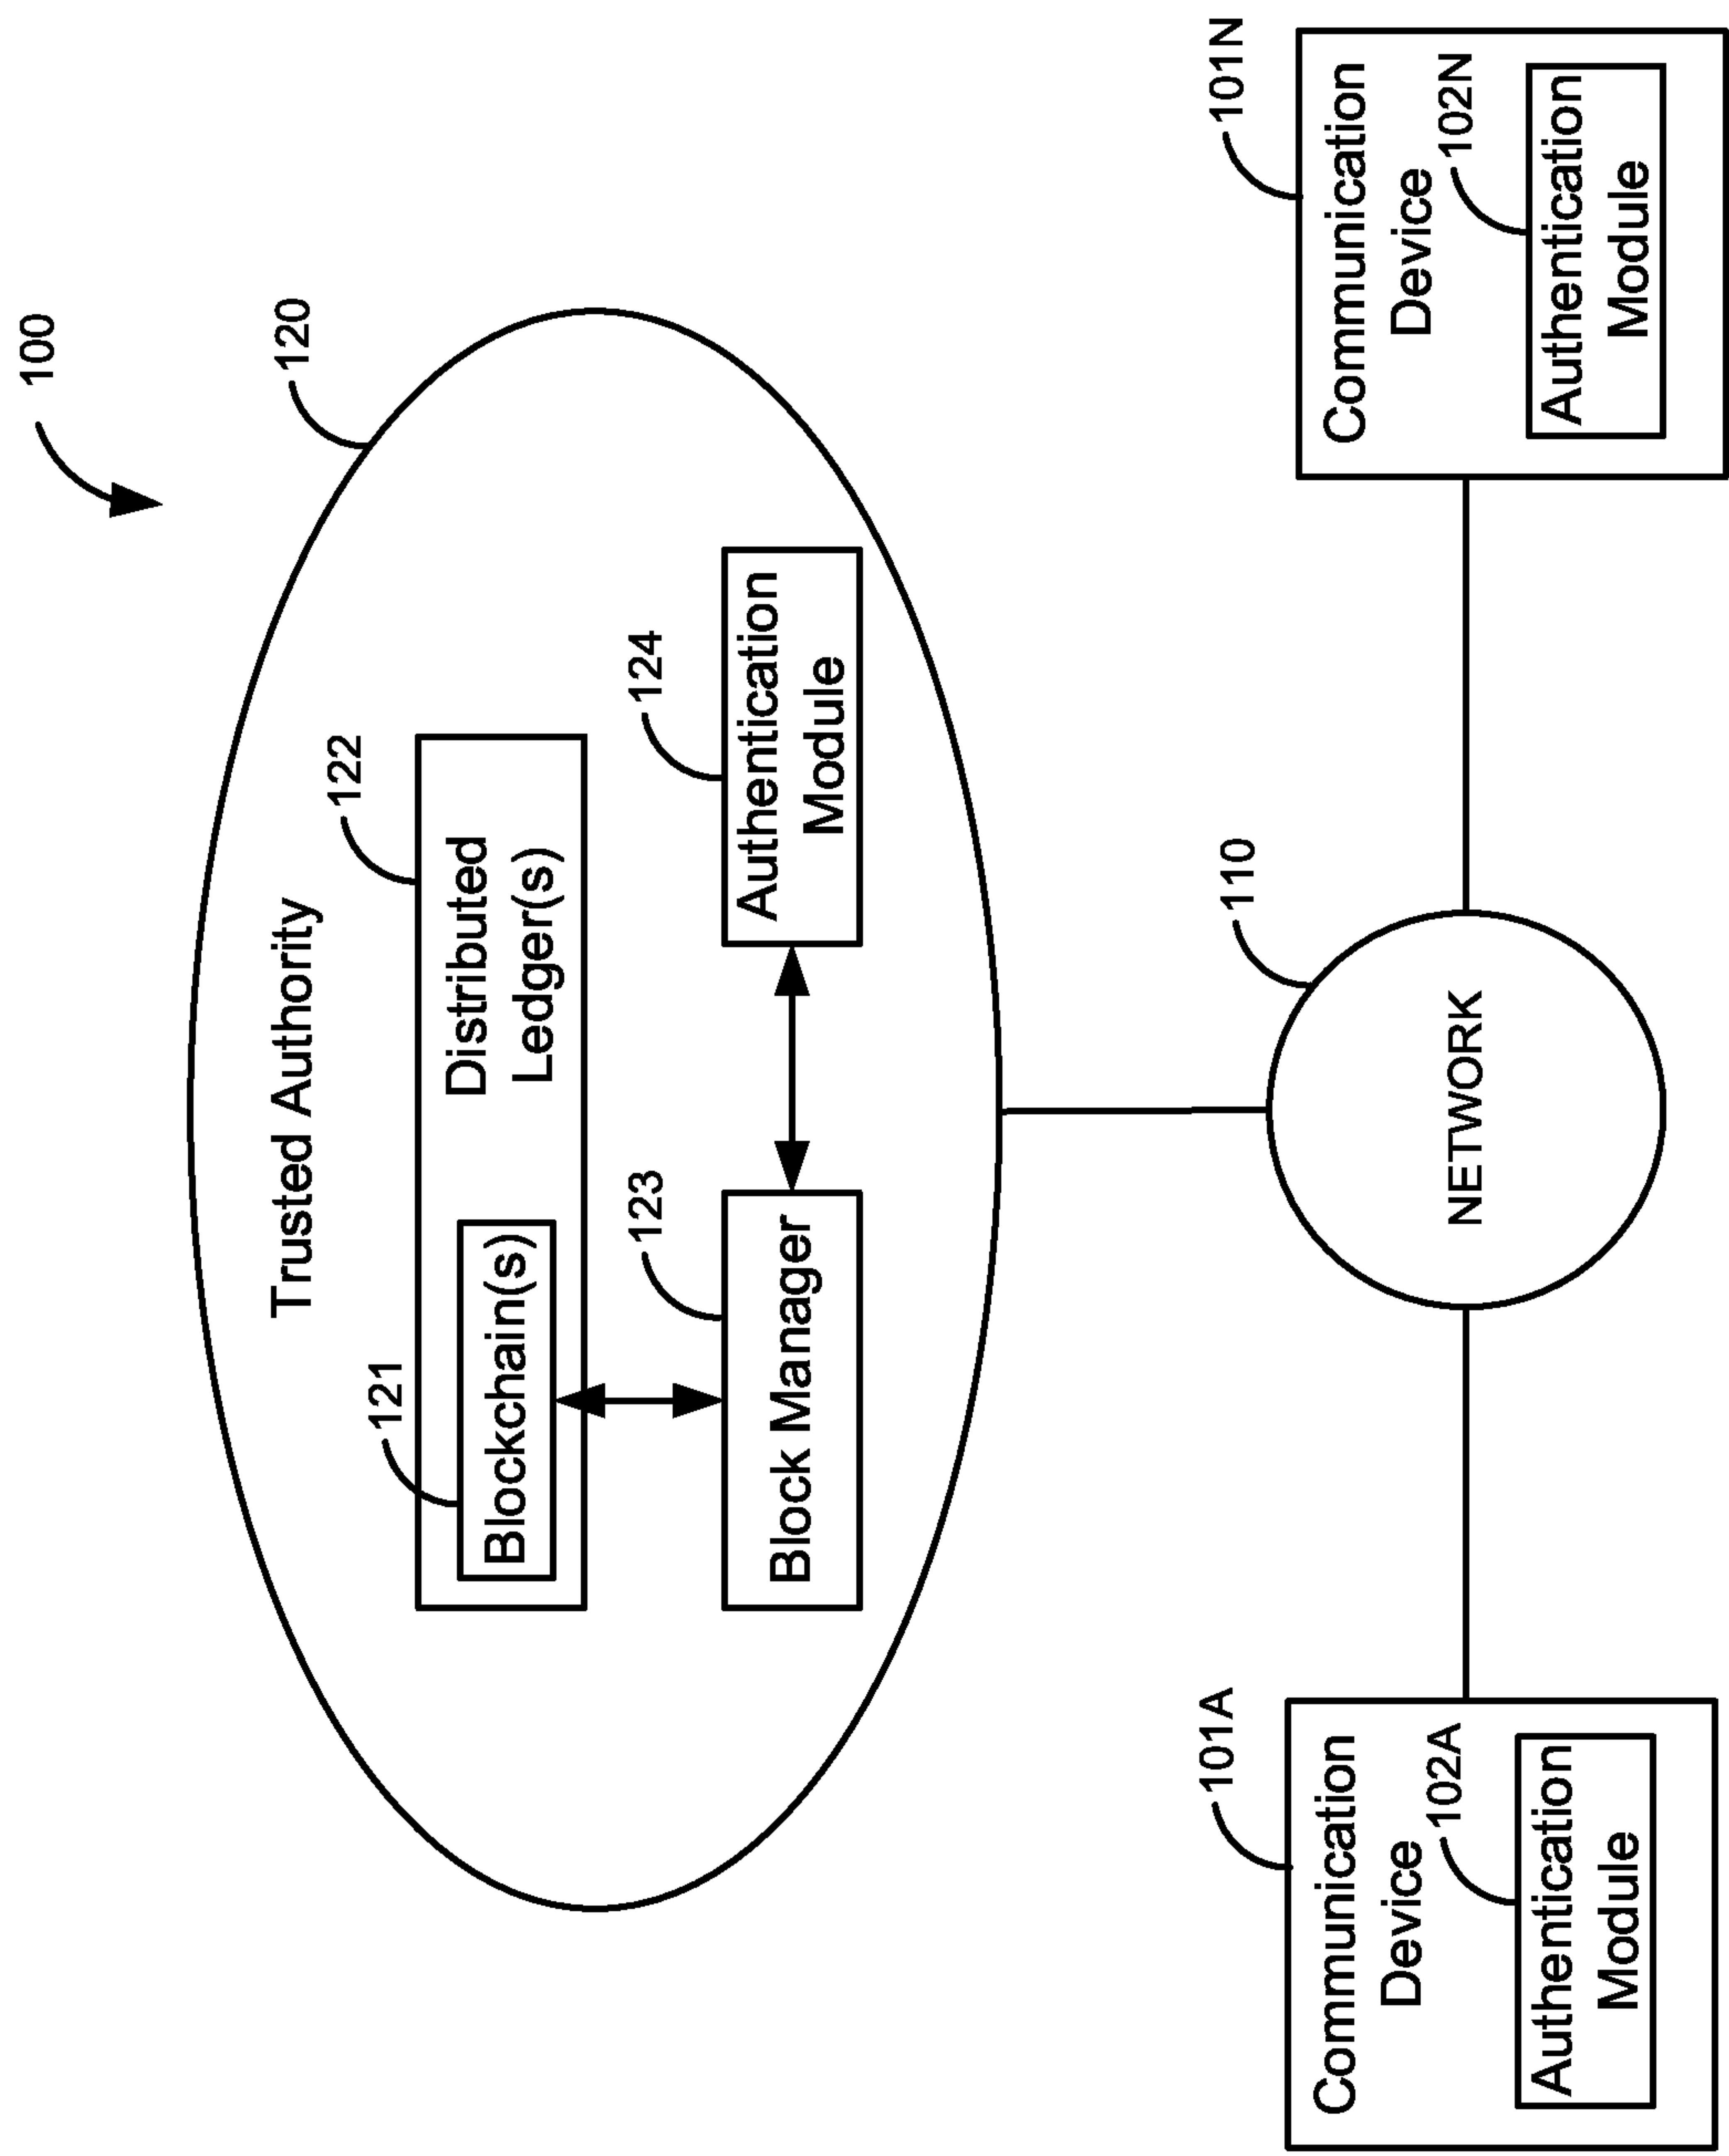 100
120
Trusted Authority
122
121
Distributed
Ledger(s)
Blockchain(s)
123
124
Block Manager
Authentication
Module
110
NETWORK
101A
Communication
Device
102A
Authentication
Module
101N
Communication
Device
102N
Authentication
Module